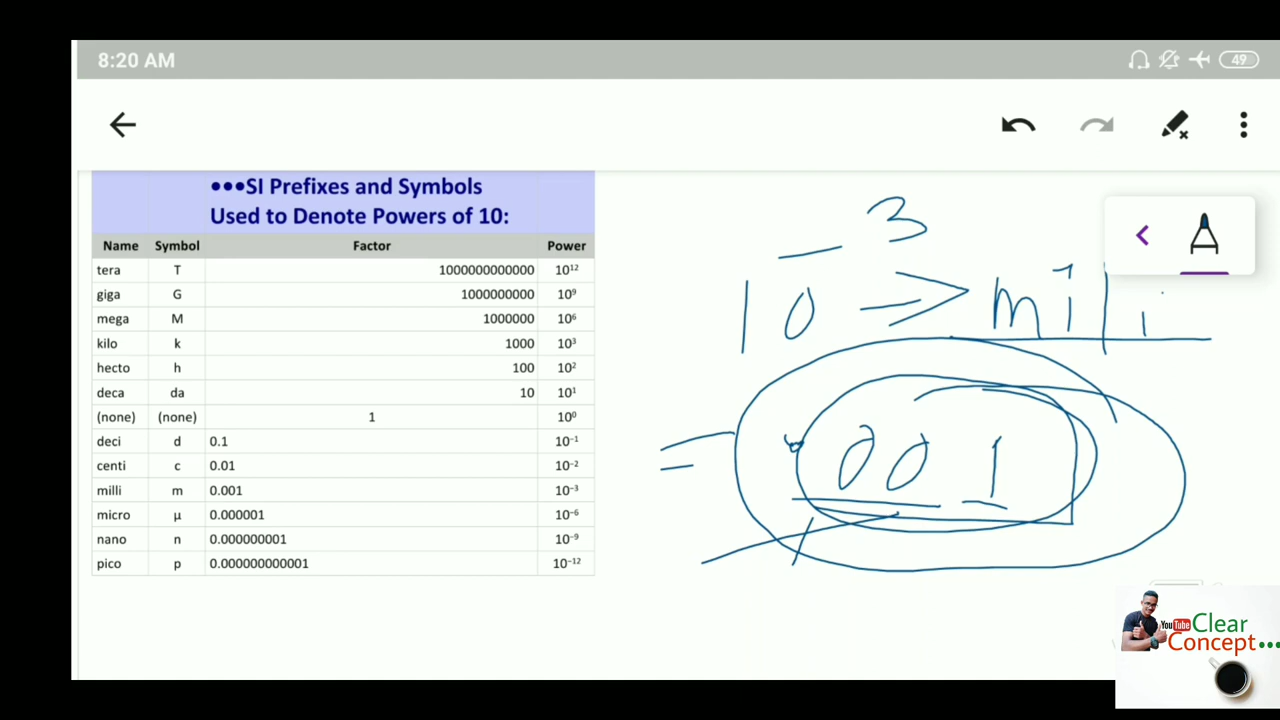 8:20 AM
49
•••SI Prefixes and Symbols
Used to Denote Powers of 10:
Name Symbol Factor Power
tera T 1000000000000 10¹²
giga G 1000000000 10⁹
mega M 1000000 10⁶
kilo k 1000 10³
hecto h 100 10²
deca da 10 10¹
(none) (none) 1 10⁰
deci d 0.1 10⁻¹
centi c 0.01 10⁻²
milli m 0.001 10⁻³
micro µ 0.000001 10⁻⁶
nano n 0.000000001 10⁻⁹
pico p 0.000000000001 10⁻¹²
10⁻³ → mili
= .001
YouTube Clear
Concept•••